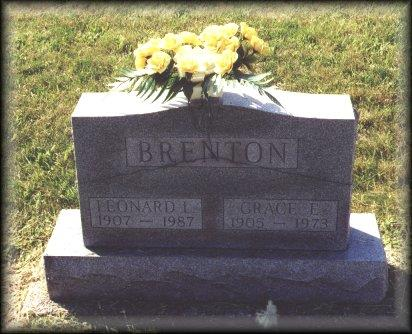 BRENTON
LEONARD L. GRACE E.
1907 — 1987 1905 — 1973